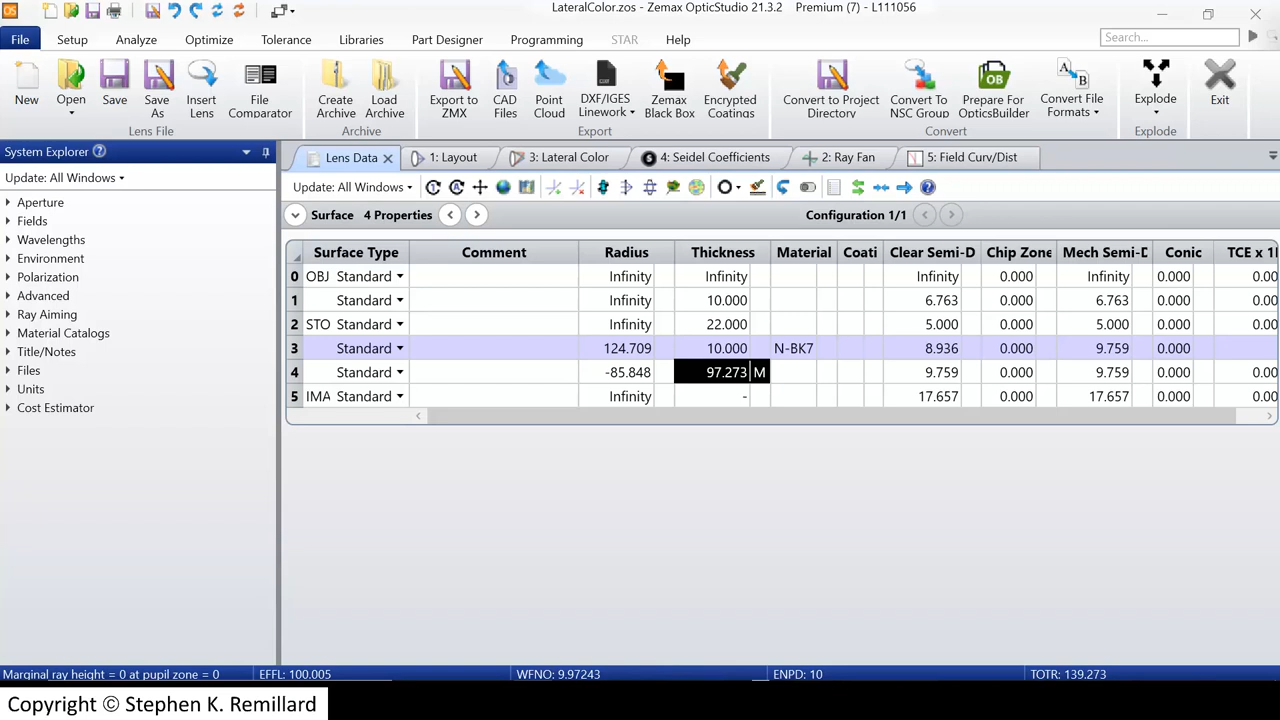 LateralColor.zos - Zemax OpticStudio 21.3.2 Premium (7) - L111056
File Setup Analyze Optimize Tolerance Libraries Part Designer Programming STAR Help Search...
New Open Save Save As Insert Lens File Comparator Create Archive Load Archive Export to ZMX CAD Files Point Cloud DXF/IGES Linework Zemax Black Box Encrypted Coatings Convert to Project Directory Convert To NSC Group Prepare For OpticsBuilder Convert File Formats Explode Exit
Lens File Archive Export Convert Explode
System Explorer
Update: All Windows
Aperture
Fields
Wavelengths
Environment
Polarization
Advanced
Ray Aiming
Material Catalogs
Title/Notes
Files
Units
Cost Estimator
Lens Data 1: Layout 3: Lateral Color 4: Seidel Coefficients 2: Ray Fan 5: Field Curv/Dist
Update: All Windows
Surface 4 Properties Configuration 1/1
Surface Type Comment Radius Thickness Material Coati Clear Semi-D Chip Zone Mech Semi-D Conic TCE x 1
0 OBJ Standard Infinity Infinity Infinity 0.000 Infinity 0.000 0.00
1 Standard Infinity 10.000 6.763 0.000 6.763 0.000 0.00
2 STO Standard Infinity 22.000 5.000 0.000 5.000 0.000 0.00
3 Standard 124.709 10.000 N-BK7 8.936 0.000 9.759 0.000
4 Standard -85.848 97.273 M 9.759 0.000 9.759 0.000 0.00
5 IMA Standard Infinity - 17.657 0.000 17.657 0.000 0.00
Marginal ray height = 0 at pupil zone = 0 EFFL: 100.005 WFNO: 9.97243 ENPD: 10 TOTR: 139.273
Copyright © Stephen K. Remillard